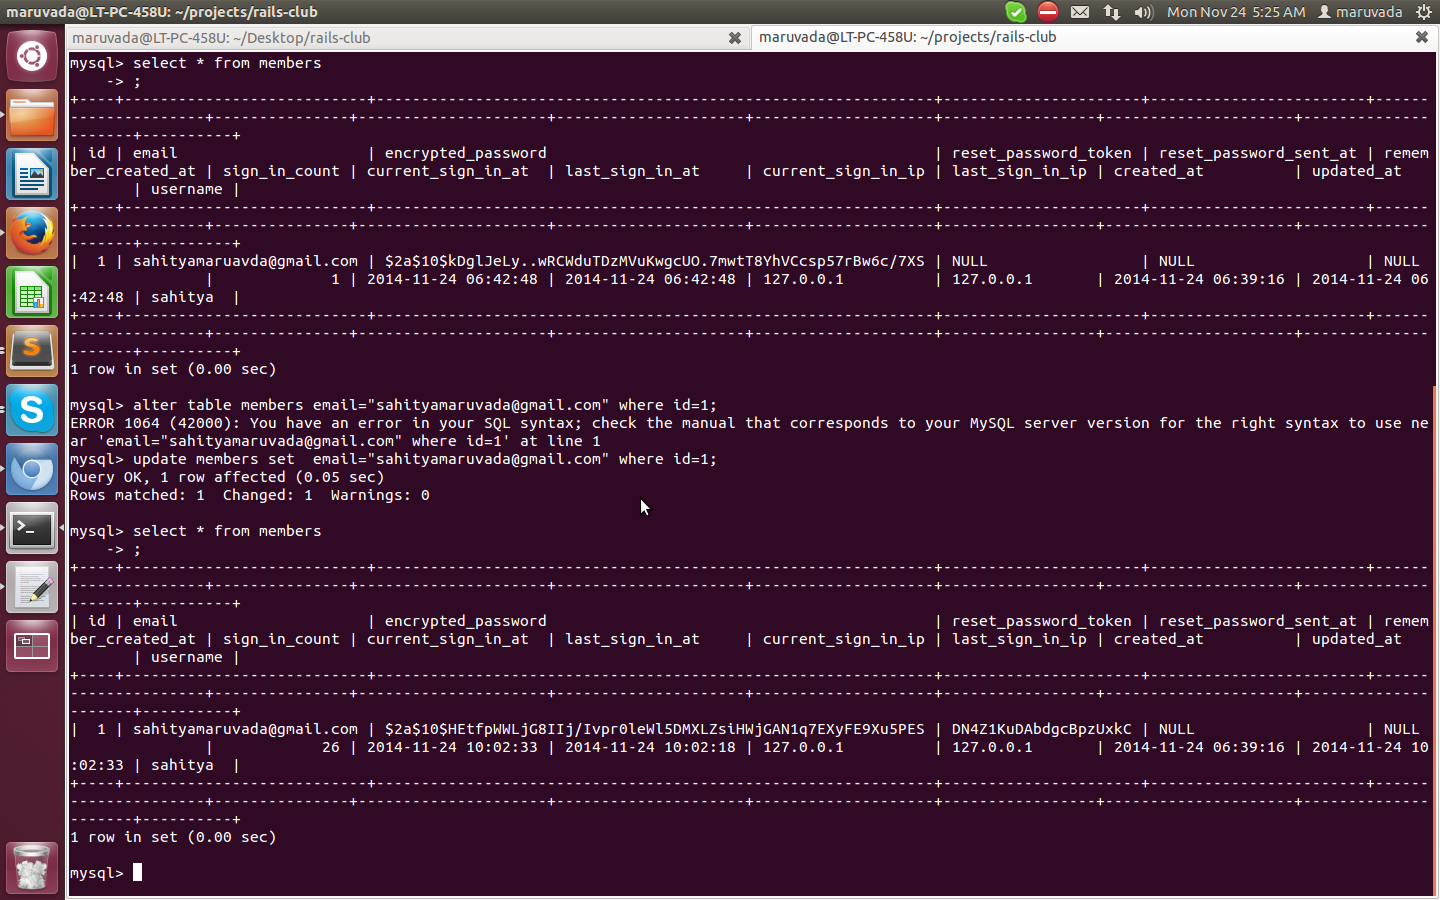 maruvada@LT-PC-458U: ~/projects/rails-club
Mon Nov 24 5:25 AM
maruvada
maruvada@LT-PC-458U: ~/Desktop/rails-club
maruvada@LT-PC-458U: ~/projects/rails-club
mysql> select * from members
    -> ;
+----+---------------------------+--------------------------------------------------------------+----------------------+------------------------+------
---------------+---------------+---------------------+---------------------+--------------------+-----------------+---------------------+--------------
-------+----------+
| id | email                     | encrypted_password                                           | reset_password_token | reset_password_sent_at | remem
ber_created_at | sign_in_count | current_sign_in_at  | last_sign_in_at     | current_sign_in_ip | last_sign_in_ip | created_at          | updated_at
       | username |
+----+---------------------------+--------------------------------------------------------------+----------------------+------------------------+------
---------------+---------------+---------------------+---------------------+--------------------+-----------------+---------------------+--------------
-------+----------+
|  1 | sahityamaruavda@gmail.com | $2a$10$kDglJeLy..wRCWduTDzMVuKwgcUO.7mwtT8YhVCcsp57rBw6c/7XS | NULL                 | NULL                   | NULL
               |             1 | 2014-11-24 06:42:48 | 2014-11-24 06:42:48 | 127.0.0.1          | 127.0.0.1       | 2014-11-24 06:39:16 | 2014-11-24 06
:42:48 | sahitya  |
+----+---------------------------+--------------------------------------------------------------+----------------------+------------------------+------
---------------+---------------+---------------------+---------------------+--------------------+-----------------+---------------------+--------------
-------+----------+
1 row in set (0.00 sec)
mysql> alter table members email="sahityamaruvada@gmail.com" where id=1;
ERROR 1064 (42000): You have an error in your SQL syntax; check the manual that corresponds to your MySQL server version for the right syntax to use ne
ar 'email="sahityamaruvada@gmail.com" where id=1' at line 1
mysql> update members set  email="sahityamaruvada@gmail.com" where id=1;
Query OK, 1 row affected (0.05 sec)
Rows matched: 1  Changed: 1  Warnings: 0
mysql> select * from members
    -> ;
+----+---------------------------+--------------------------------------------------------------+----------------------+------------------------+------
---------------+---------------+---------------------+---------------------+--------------------+-----------------+---------------------+--------------
-------+----------+
| id | email                     | encrypted_password                                           | reset_password_token | reset_password_sent_at | remem
ber_created_at | sign_in_count | current_sign_in_at  | last_sign_in_at     | current_sign_in_ip | last_sign_in_ip | created_at          | updated_at
       | username |
+----+---------------------------+--------------------------------------------------------------+----------------------+------------------------+------
---------------+---------------+---------------------+---------------------+--------------------+-----------------+---------------------+--------------
-------+----------+
|  1 | sahityamaruvada@gmail.com | $2a$10$HEtfpWWLjG8IIj/Ivpr0leWl5DMXLZsiHWjGAN1q7EXyFE9Xu5PES | DN4Z1KuDAbdgcBpzUxkC | NULL                   | NULL
               |            26 | 2014-11-24 10:02:33 | 2014-11-24 10:02:18 | 127.0.0.1          | 127.0.0.1       | 2014-11-24 06:39:16 | 2014-11-24 10
:02:33 | sahitya  |
+----+---------------------------+--------------------------------------------------------------+----------------------+------------------------+------
---------------+---------------+---------------------+---------------------+--------------------+-----------------+---------------------+--------------
-------+----------+
1 row in set (0.00 sec)
mysql>